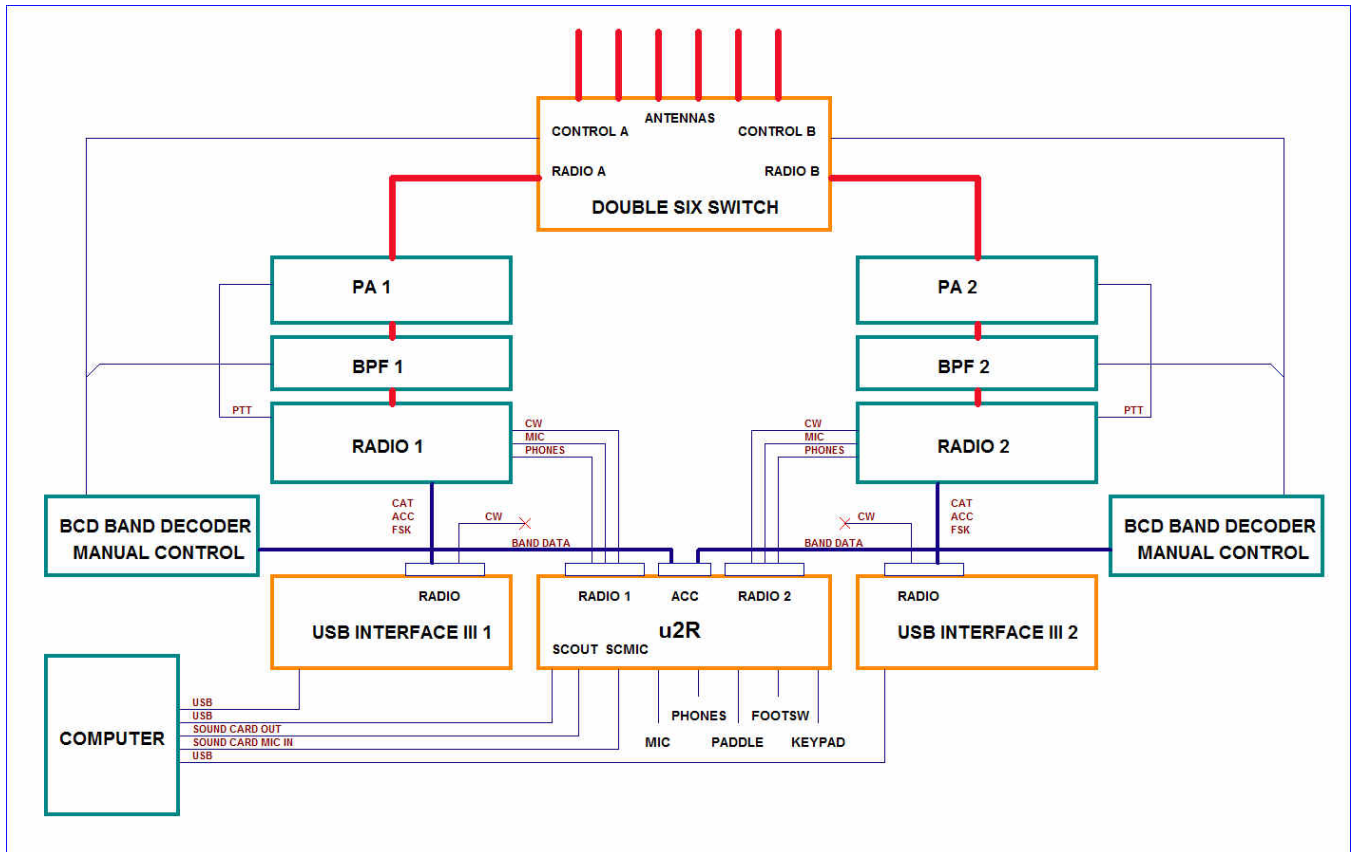 ANTENNAS
CONTROL A
CONTROL B
RADIO A
RADIO B
DOUBLE SIX SWITCH
PA 1
PA 2
BPF 1
BPF 2
PTT
RADIO 1
CW
MIC
PHONES
CW
MIC
PHONES
RADIO 2
PTT
BCD BAND DECODER
MANUAL CONTROL
CAT
ACC
FSK
CW
BAND DATA
CW
BAND DATA
CAT
ACC
FSK
BCD BAND DECODER
MANUAL CONTROL
RADIO
USB INTERFACE III 1
RADIO 1
ACC
RADIO 2
u2R
SCOUT
SCMIC
RADIO
USB INTERFACE III 2
COMPUTER
USB
USB
SOUND CARD OUT
SOUND CARD MIC IN
USB
PHONES
FOOTSW
MIC
PADDLE
KEYPAD